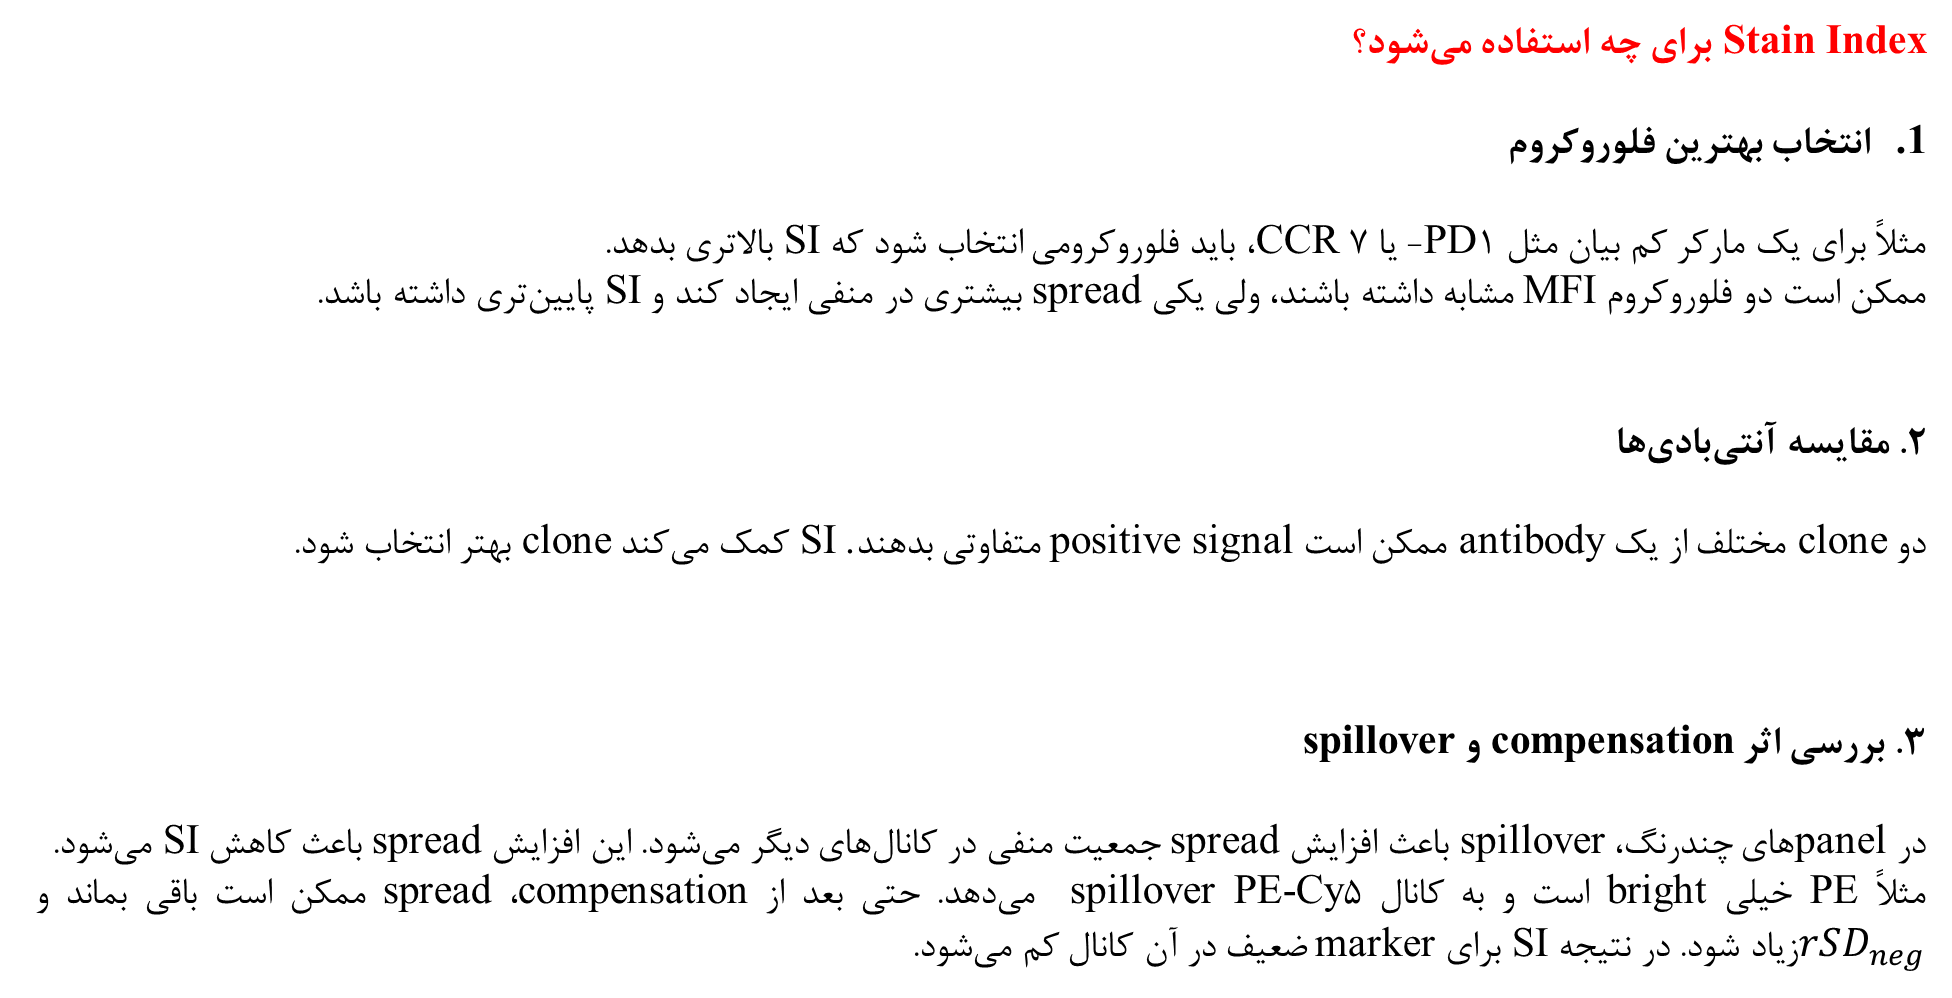 Stain Index برای چه استفاده می‌شود؟
1. انتخاب بهترین فلوروکروم
مثلاً برای یک مارکر کم بیان مثل PD۱- یا CCR ۷، باید فلوروکرومی انتخاب شود که SI بالاتری بدهد.
ممکن است دو فلوروکروم MFI مشابه داشته باشند، ولی یکی spread بیشتری در منفی ایجاد کند و SI پایین‌تری داشته باشد.
۲. مقایسه آنتی‌بادی‌ها
دو clone مختلف از یک antibody ممکن است positive signal متفاوتی بدهند. SI کمک می‌کند clone بهتر انتخاب شود.
۳. بررسی اثر compensation و spillover
در panelهای چندرنگ، spillover باعث افزایش spread جمعیت منفی در کانال‌های دیگر می‌شود. این افزایش spread باعث کاهش SI می‌شود.
مثلاً PE خیلی bright است و به کانال spillover PE-Cy۵ می‌دهد. حتی بعد از compensation، spread ممکن است باقی بماند و
rSD_neg زیاد شود. در نتیجه SI برای marker ضعیف در آن کانال کم می‌شود.